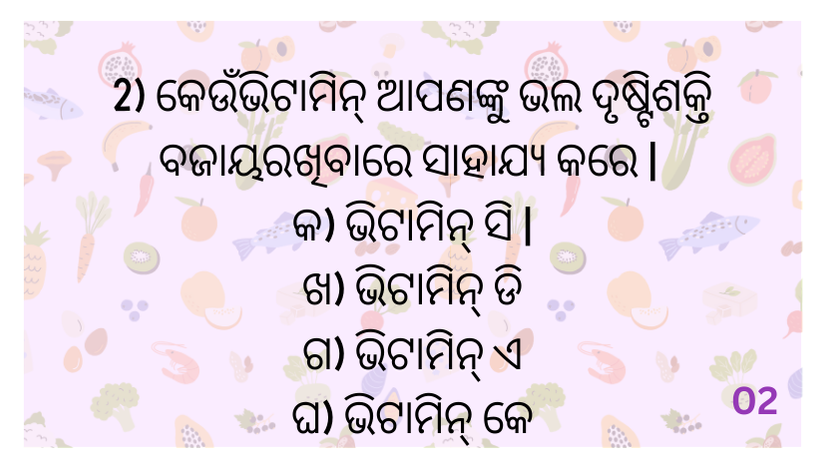 2) କେଉଁଭିଟାମିନ୍ ଆପଣଙ୍କୁ ଭଲ ଦୃଷ୍ଟିଶକ୍ତି
ବଜାୟରଖିବାରେ ସାହାଯ୍ୟ କରେ |
କ) ଭିଟାମିନ୍ ସି |
ଖ) ଭିଟାମିନ୍ ଡି
ଗ) ଭିଟାମିନ୍ ଏ
ଘ) ଭିଟାମିନ୍ କେ
02